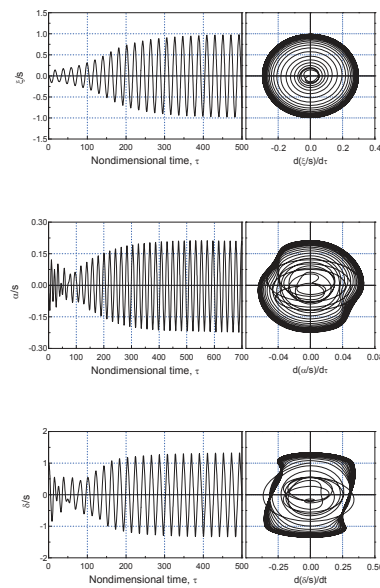 1.5
1.0
0.5
0.0
-0.5
-1.0
-1.5
ξ/s
0 100 200 300 400 500
Nondimensional time, τ
-0.4 -0.2 0.0 0.2 0.4
d(ξ/s)/dτ
0.30
0.15
0.00
-0.15
-0.30
α/s
0 100 200 300 400 500 600 700
Nondimensional time, τ
-0.04 0.00 0.04 0.08
d(α/s)/dτ
2
1
0
-1
-2
δ/s
0 100 200 300 400 500
Nondimensional time, τ
-0.50 -0.25 0.00 0.25 0.50
d(δ/s)/dt